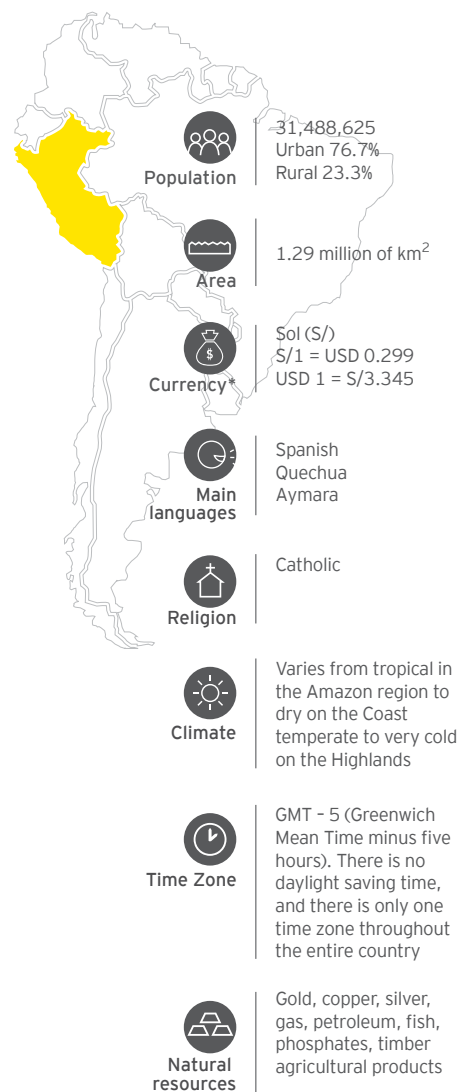 Population
31,488,625
Urban 76.7%
Rural 23.3%
Area
1.29 million of km²
Currency*
$
Sol (S/)
S/1 = USD 0.299
USD 1 = S/3.345
Main
languages
Spanish
Quechua
Aymara
Religion
Catholic
Climate
Varies from tropical in
the Amazon region to
dry on the Coast
temperate to very cold
on the Highlands
Time Zone
GMT – 5 (Greenwich
Mean Time minus five
hours). There is no
daylight saving time,
and there is only one
time zone throughout
the entire country
Natural
resources
Gold, copper, silver,
gas, petroleum, fish,
phosphates, timber
agricultural products